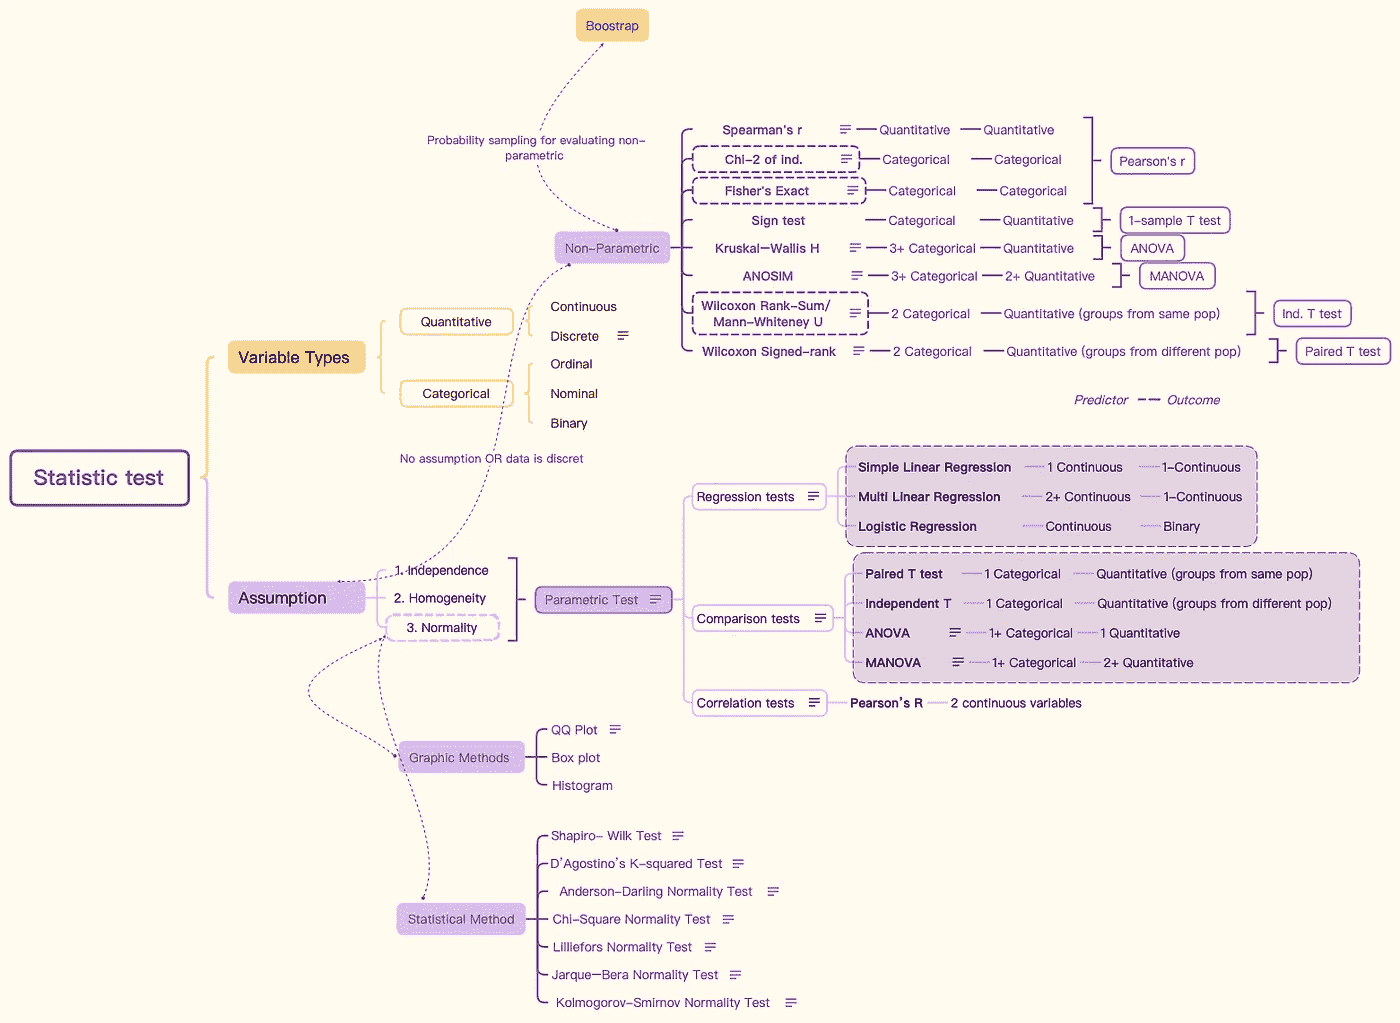 Boostrap
Probability sampling for evaluating non-
parametric
Non-Parametric
Spearman's r — Quantitative — Quantitative
Chi-2 of ind. — Categorical — Categorical
Fisher's Exact — Categorical — Categorical
Pearson's r
Sign test — Categorical — Quantitative
1-sample T test
Kruskal—Wallis H — 3+ Categorical — Quantitative
ANOVA
ANOSIM — 3+ Categorical — 2+ Quantitative
MANOVA
Wilcoxon Rank-Sum/
Mann-Whiteney U — 2 Categorical — Quantitative (groups from same pop)
Ind. T test
Wilcoxon Signed-rank — 2 Categorical — Quantitative (groups from different pop)
Paired T test
Predictor — Outcome
Statistic test
Variable Types
Quantitative
Continuous
Discrete
Categorical
Ordinal
Nominal
Binary
No assumption OR data is discret
Assumption
1. Independence
2. Homogeneity
3. Normality
Parametric Test
Regression tests
Simple Linear Regression — 1 Continuous — 1-Continuous
Multi Linear Regression — 2+ Continuous — 1-Continuous
Logistic Regression — Continuous — Binary
Comparison tests
Paired T test — 1 Categorical — Quantitative (groups from same pop)
Independent T — 1 Categorical — Quantitative (groups from different pop)
ANOVA — 1+ Categorical — 1 Quantitative
MANOVA — 1+ Categorical — 2+ Quantitative
Correlation tests
Pearson's R — 2 continuous variables
Graphic Methods
QQ Plot
Box plot
Histogram
Statistical Method
Shapiro- Wilk Test
D'Agostino's K-squared Test
Anderson-Darling Normality Test
Chi-Square Normality Test
Lilliefors Normality Test
Jarque—Bera Normality Test
Kolmogorov-Smirnov Normality Test